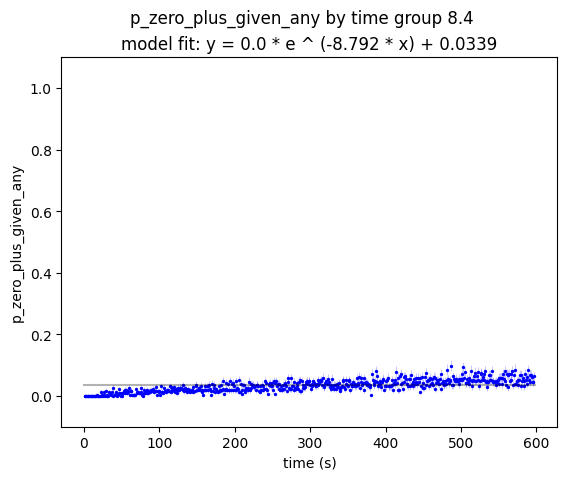 p_zero_plus_given_any by time group 8.4
model fit: y = 0.0 * e ^ (-8.792 * x) + 0.0339
1.0
0.8
0.6
0.4
0.2
0.0
p_zero_plus_given_any
0 100 200 300 400 500 600
time (s)